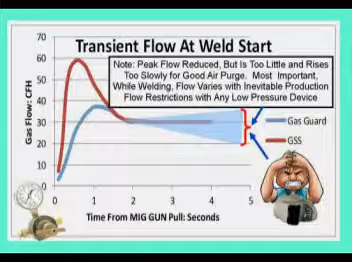 Transient Flow At Weld Start
Note: Peak Flow Reduced, But Is Too Little and Rises
Too Slowly for Good Air Purge. Most Important,
While Welding, Flow Varies with Inevitable Production
Flow Restrictions with Any Low Pressure Device
Gas Flow: CFH
70
60
50
40
30
20
10
0
0 1 2 3 4 5
Time From MIG GUN Pull: Seconds
Gas Guard
GSS